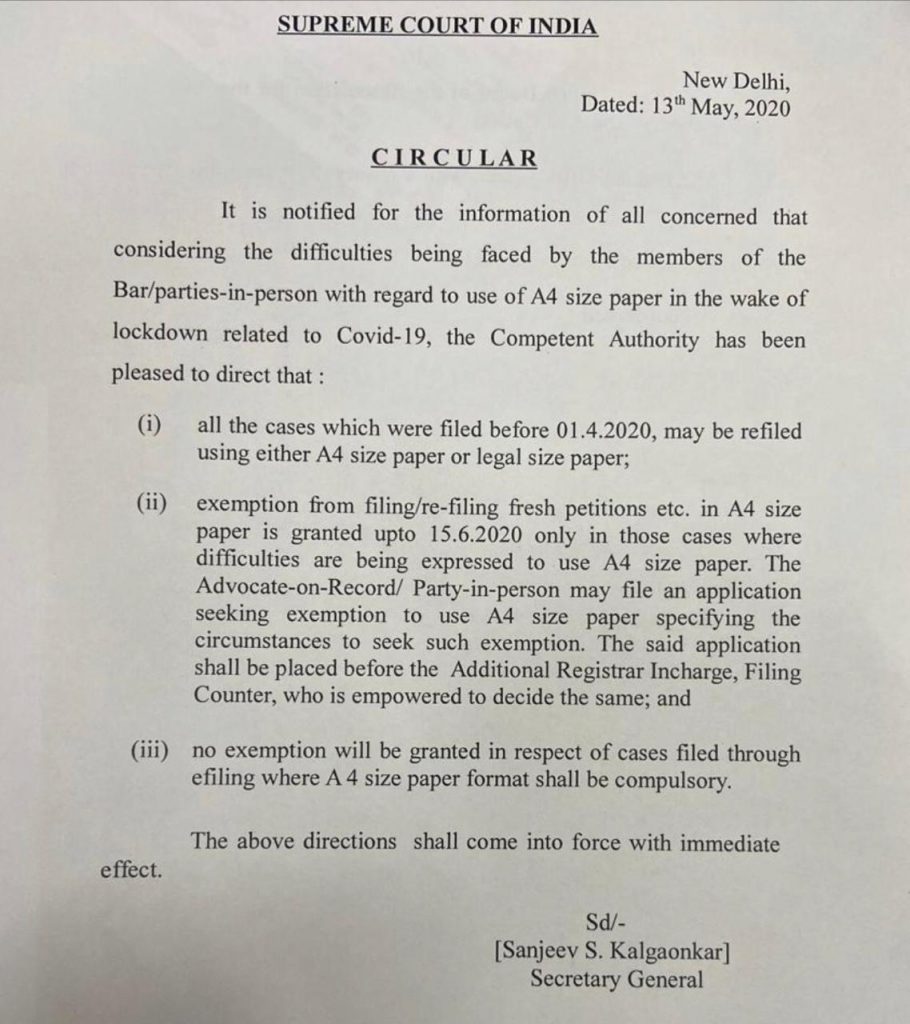 SUPREME COURT OF INDIA
New Delhi,
Dated: 13th May, 2020
CIRCULAR
It is notified for the information of all concerned that
considering the difficulties being faced by the members of the
Bar/parties-in-person with regard to use of A4 size paper in the wake of
lockdown related to Covid-19, the Competent Authority has been
pleased to direct that :
(i) all the cases which were filed before 01.4.2020, may be refiled
using either A4 size paper or legal size paper;
(ii) exemption from filing/re-filing fresh petitions etc. in A4 size
paper is granted upto 15.6.2020 only in those cases where
difficulties are being expressed to use A4 size paper. The
Advocate-on-Record/ Party-in-person may file an application
seeking exemption to use A4 size paper specifying the
circumstances to seek such exemption. The said application
shall be placed before the Additional Registrar Incharge, Filing
Counter, who is empowered to decide the same; and
(iii) no exemption will be granted in respect of cases filed through
efiling where A 4 size paper format shall be compulsory.
The above directions shall come into force with immediate
effect.
Sd/-
[Sanjeev S. Kalgaonkar]
Secretary General